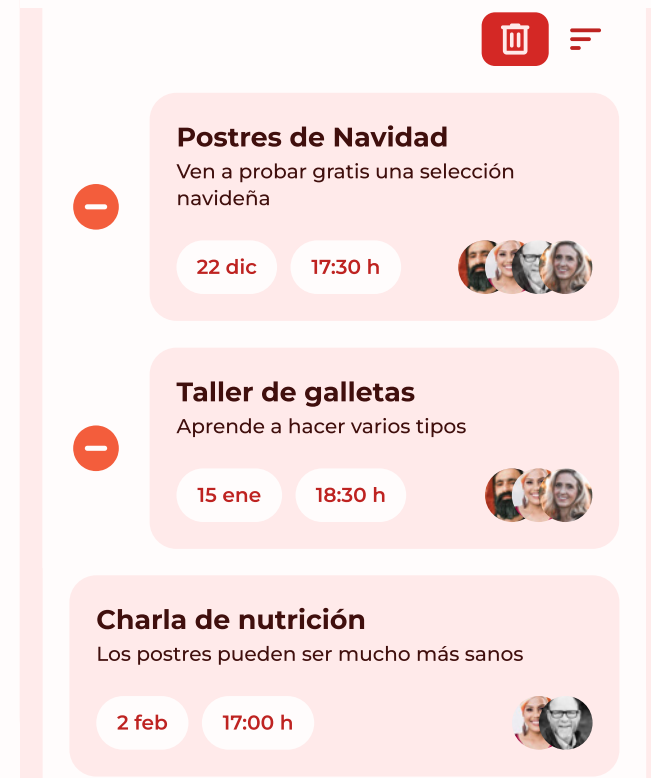 Postres de Navidad
Ven a probar gratis una selección
navideña
22 dic
17:30 h
Taller de galletas
Aprende a hacer varios tipos
15 ene
18:30 h
Charla de nutrición
Los postres pueden ser mucho más sanos
2 feb
17:00 h